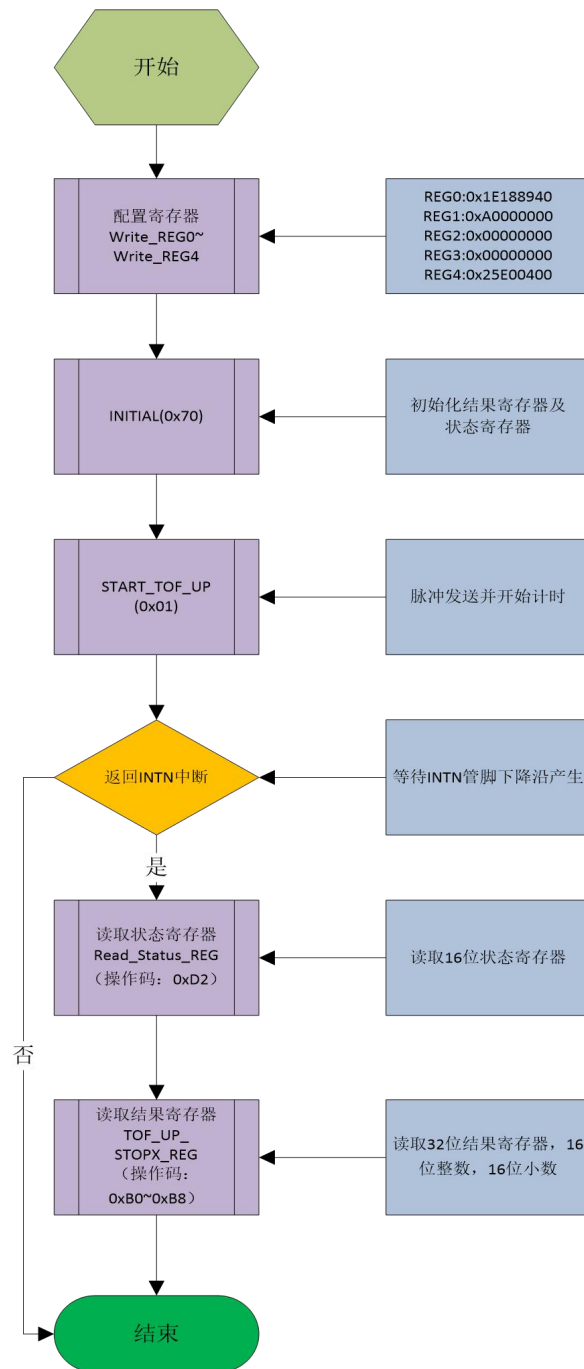 开始
配置寄存器
Write_REG0~
Write_REG4
REG0:0x1E188940
REG1:0xA0000000
REG2:0x00000000
REG3:0x00000000
REG4:0x25E00400
INITIAL(0x70)
初始化结果寄存器及
状态寄存器
START_TOF_UP
(0x01)
脉冲发送并开始计时
返回INTN中断
等待INTN管脚下降沿产生
是
读取状态寄存器
Read_Status_REG
（操作码：0xD2）
读取16位状态寄存器
否
读取结果寄存器
TOF_UP_
STOPX_REG
（操作码：
0xB0~0xB8）
读取32位结果寄存器，16
位整数，16位小数
结束